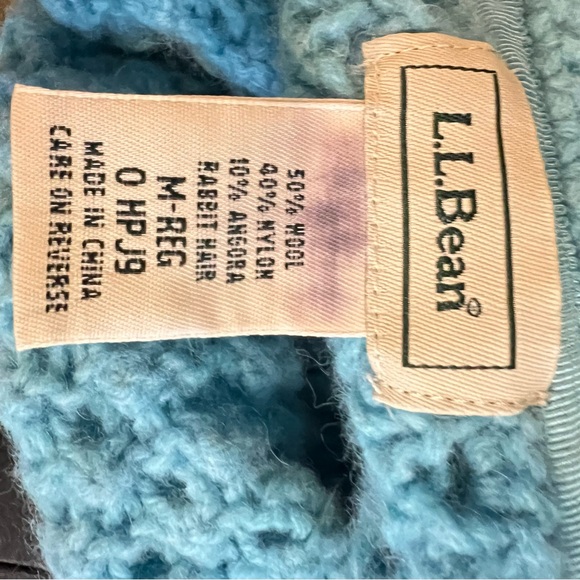 L.L.Bean®
50% WOOL
40% NYLON
10% ANGORA
RABBIT HAIR
M-REG
0 HPJ9
MADE IN CHINA
CARE ON REVERSE